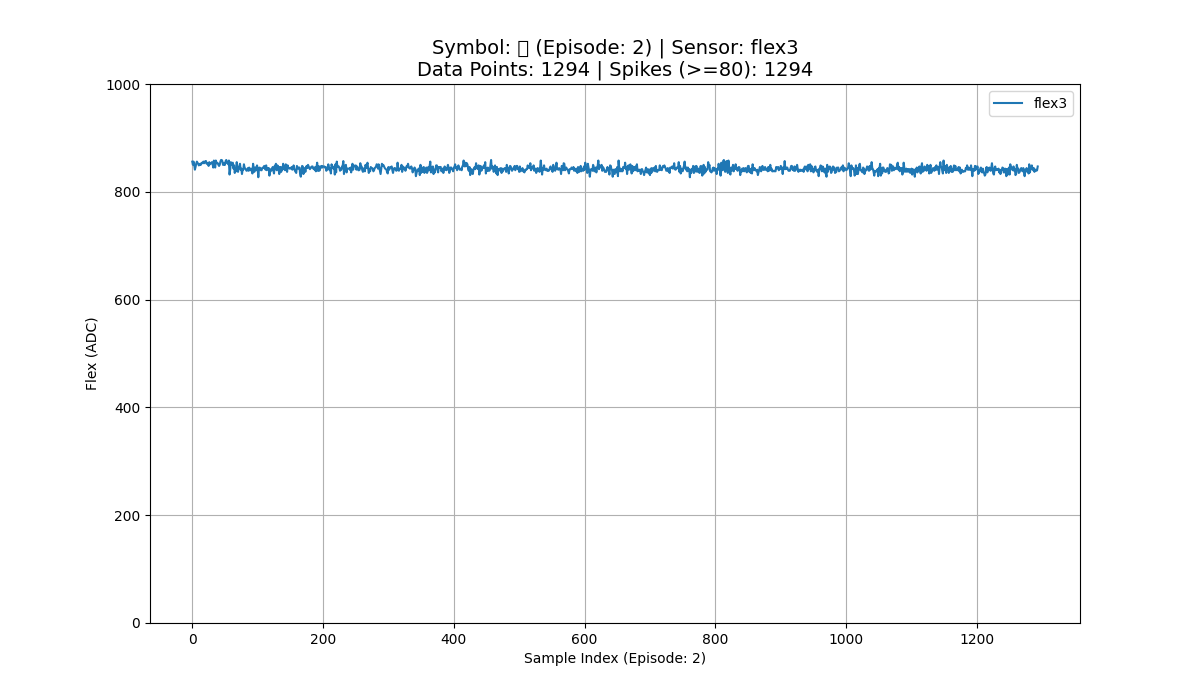 Symbol: (Episode: 2) | Sensor: flex3
Data Points: 1294 | Spikes (>=80): 1294
flex3
1000
800
600
400
200
0
Flex (ADC)
0 200 400 600 800 1000 1200
Sample Index (Episode: 2)